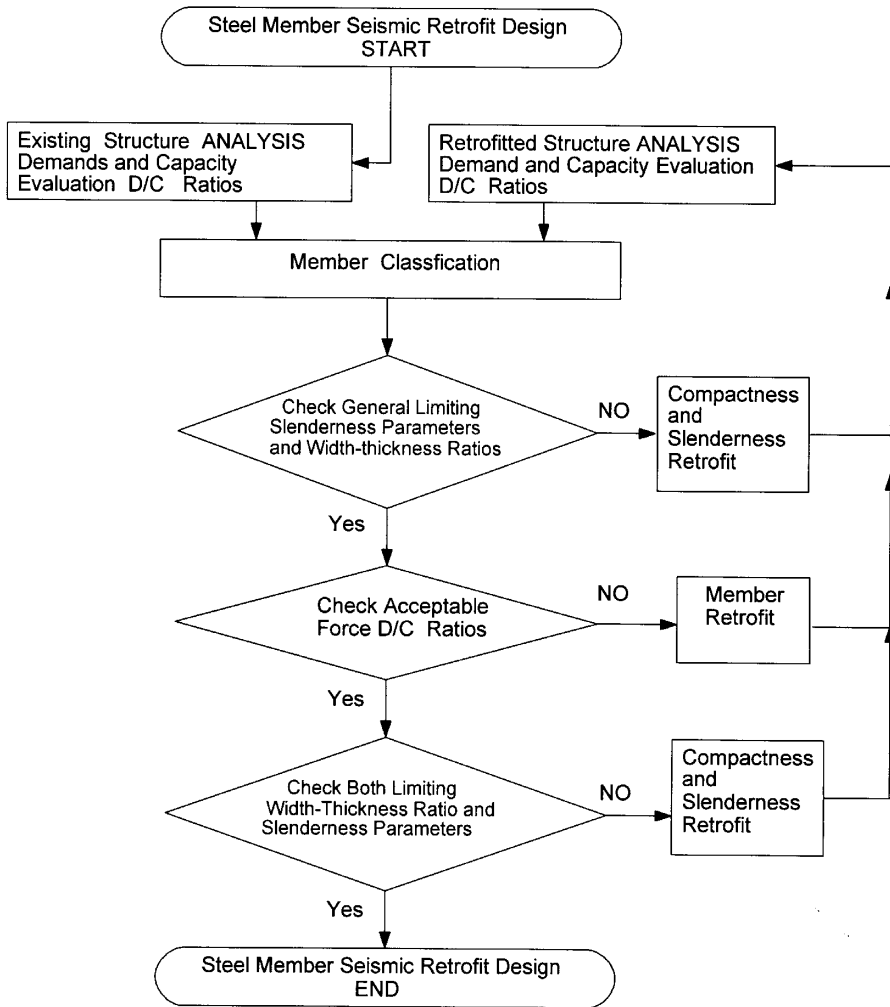 Steel Member Seismic Retrofit Design
START
Existing Structure ANALYSIS
Demands and Capacity
Evaluation D/C Ratios
Retrofitted Structure ANALYSIS
Demand and Capacity Evaluation
D/C Ratios
Member Classfication
Check General Limiting
Slenderness Parameters
and Width-thickness Ratios
NO
Compactness
and
Slenderness
Retrofit
Yes
Check Acceptable
Force D/C Ratios
NO
Member
Retrofit
Yes
Check Both Limiting
Width-Thickness Ratio and
Slenderness Parameters
NO
Compactness
and
Slenderness
Retrofit
Yes
Steel Member Seismic Retrofit Design
END